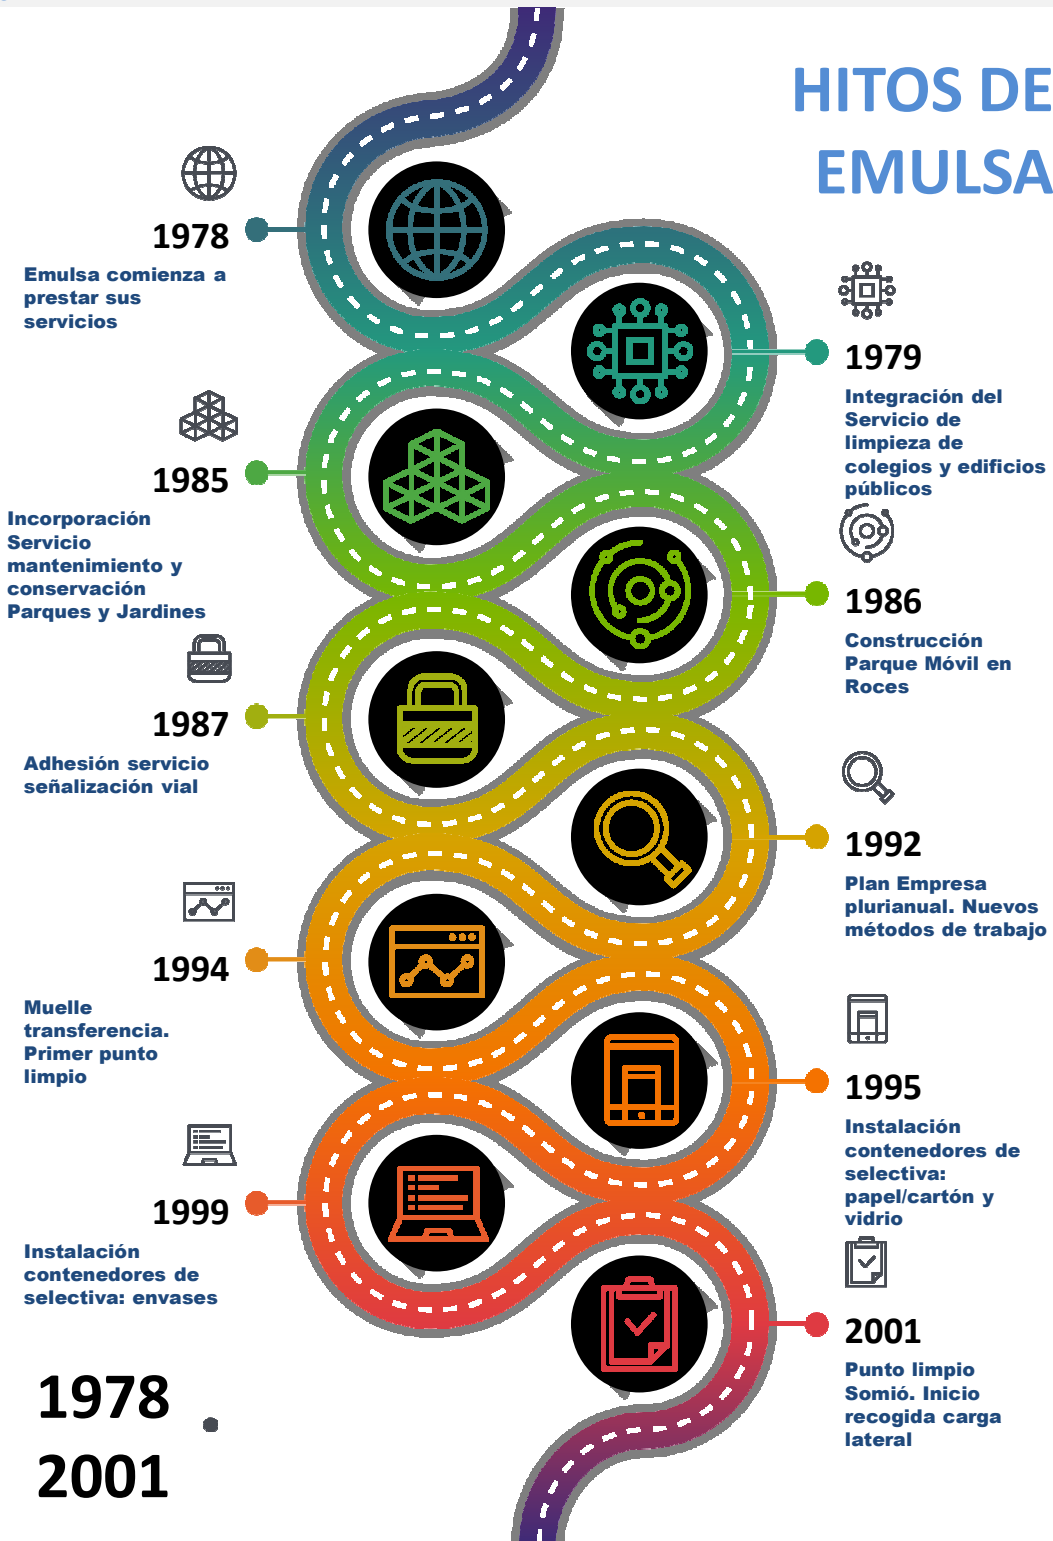 HITOS DE
EMULSA
1978
Emulsa comienza a
prestar sus
servicios
1979
Integración del
Servicio de
limpieza de
colegios y edificios
públicos
1985
Incorporación
Servicio
mantenimiento y
conservación
Parques y Jardines
1986
Construcción
Parque Móvil en
Roces
1987
Adhesión servicio
señalización vial
1992
Plan Empresa
plurianual. Nuevos
métodos de trabajo
1994
Muelle
transferencia.
Primer punto
limpio
1995
Instalación
contenedores de
selectiva:
papel/cartón y
vidrio
1999
Instalación
contenedores de
selectiva: envases
2001
Punto limpio
Somió. Inicio
recogida carga
lateral
1978
2001